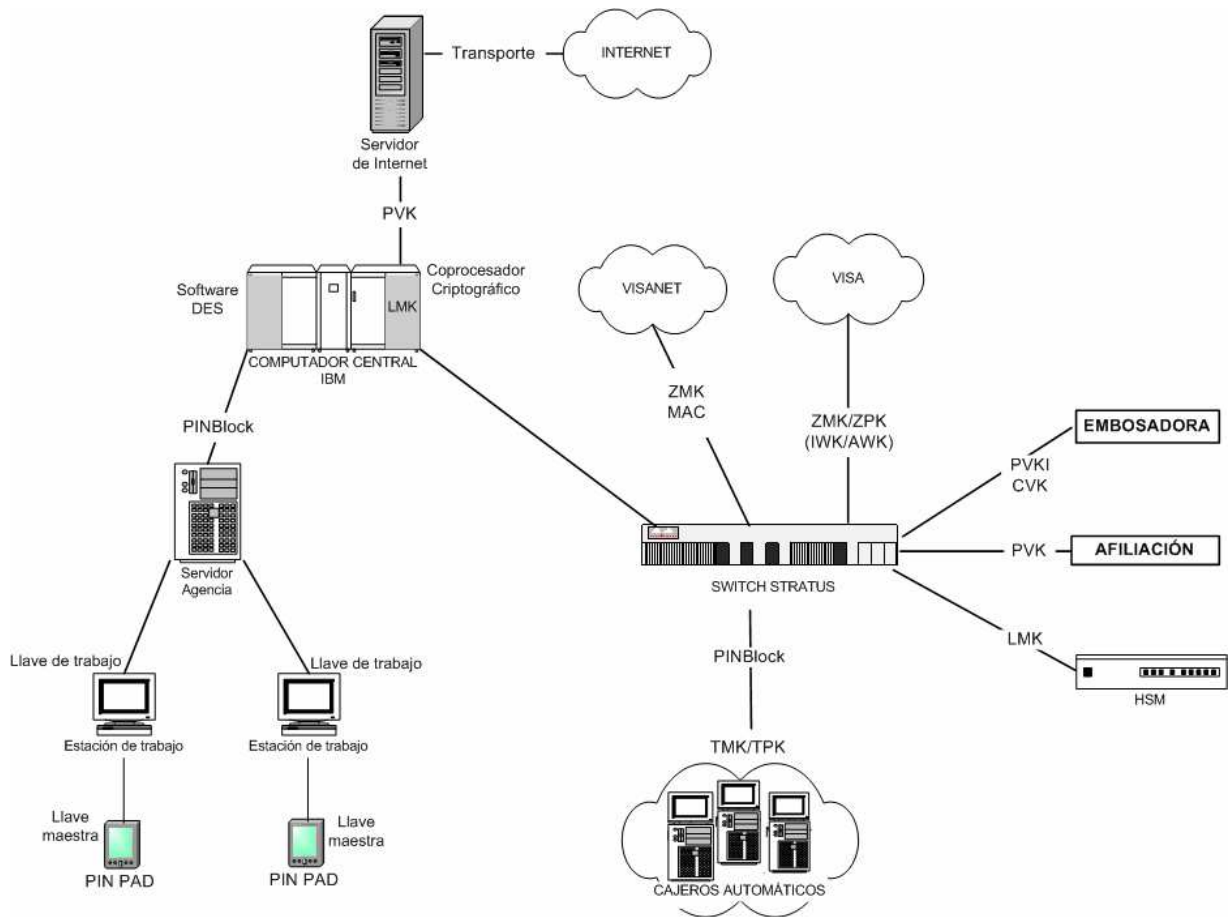 Transporte
INTERNET
Servidor
de Internet
PVK
Software
DES
LMK
Coprocesador
Criptográfico
COMPUTADOR CENTRAL
IBM
VISANET
VISA
ZMK
MAC
ZMK/ZPK
(IWK/AWK)
EMBOSADORA
PVKI
CVK
PINBlock
PVK
AFILIACIÓN
Servidor
Agencia
SWITCH STRATUS
LMK
HSM
PINBlock
Llave de trabajo
Llave de trabajo
Estación de trabajo
Estación de trabajo
TMK/TPK
Llave
maestra
Llave
maestra
PIN PAD
PIN PAD
CAJEROS AUTOMÁTICOS